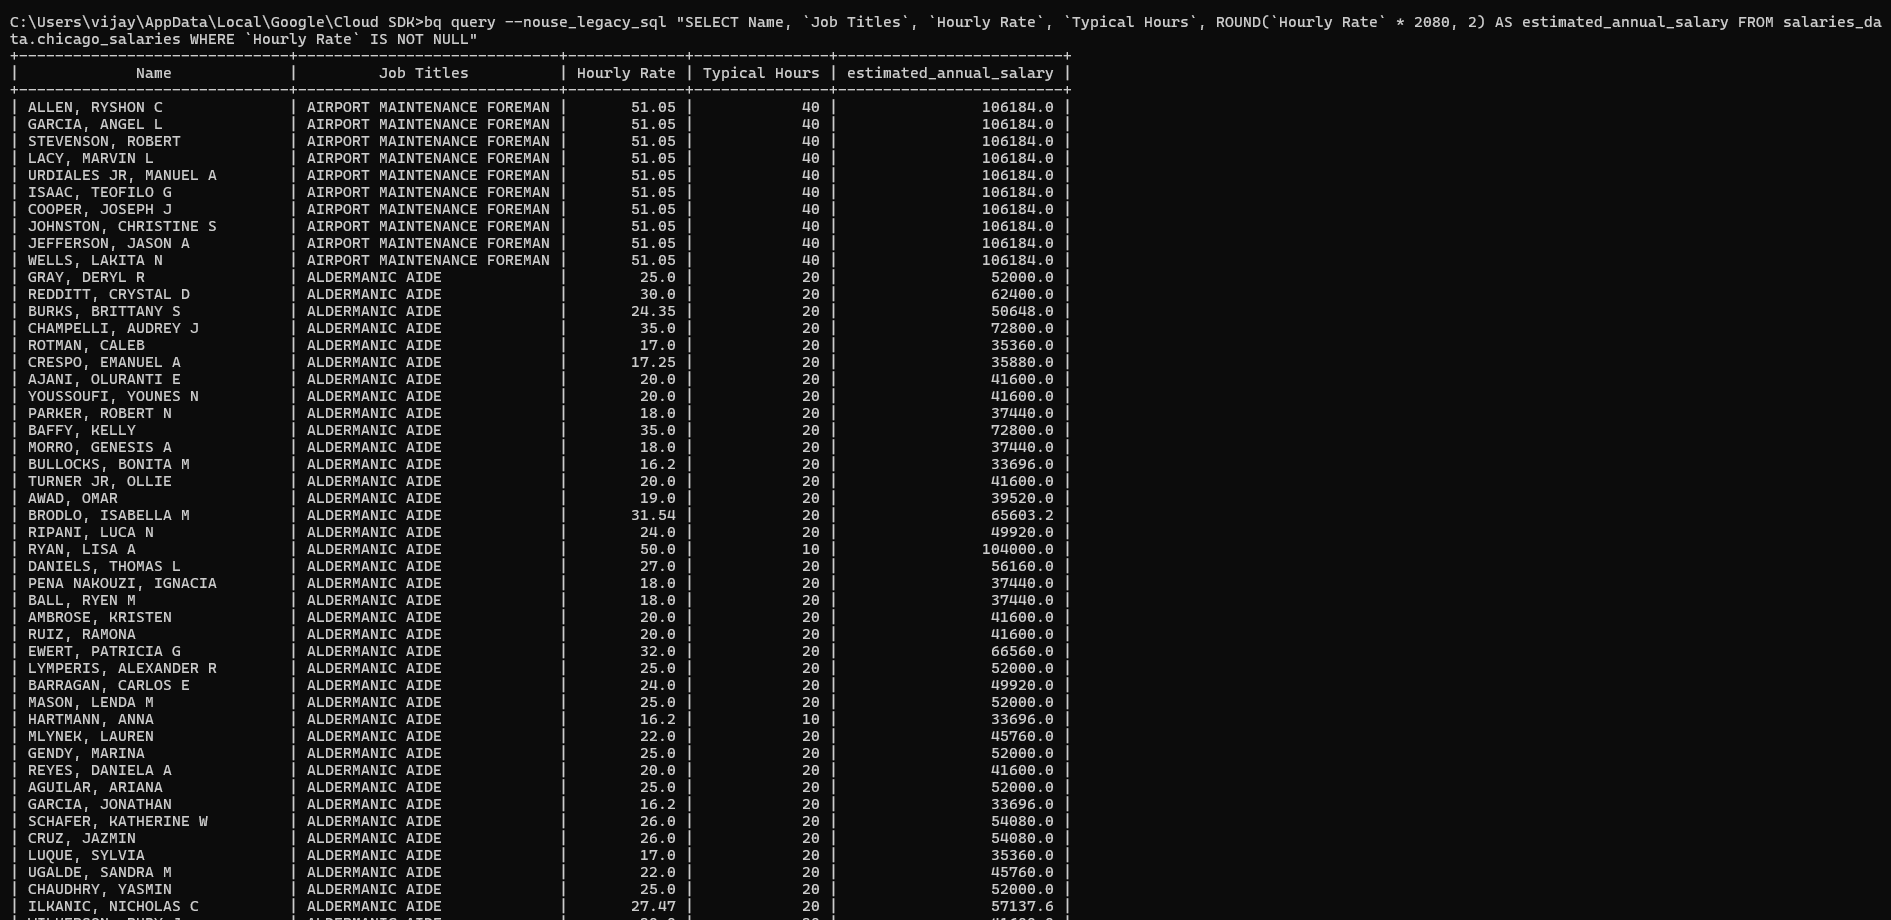 C:\Users\vijay\AppData\Local\Google\Cloud SDK>bq query --nouse_legacy_sql "SELECT Name, `Job Titles`, `Hourly Rate`, `Typical Hours`, ROUND(`Hourly Rate` * 2080, 2) AS estimated_annual_salary FROM salaries_da
ta.chicago_salaries WHERE `Hourly Rate` IS NOT NULL"
+------------------------------+-----------------------------+-------------+---------------+-------------------------+
| Name | Job Titles | Hourly Rate | Typical Hours | estimated_annual_salary |
+------------------------------+-----------------------------+-------------+---------------+-------------------------+
| ALLEN, RYSHON C | AIRPORT MAINTENANCE FOREMAN | 51.05 | 40 | 106184.0 |
| GARCIA, ANGEL L | AIRPORT MAINTENANCE FOREMAN | 51.05 | 40 | 106184.0 |
| STEVENSON, ROBERT | AIRPORT MAINTENANCE FOREMAN | 51.05 | 40 | 106184.0 |
| LACY, MARVIN L | AIRPORT MAINTENANCE FOREMAN | 51.05 | 40 | 106184.0 |
| URDIALES JR, MANUEL A | AIRPORT MAINTENANCE FOREMAN | 51.05 | 40 | 106184.0 |
| ISAAC, TEOFILO G | AIRPORT MAINTENANCE FOREMAN | 51.05 | 40 | 106184.0 |
| COOPER, JOSEPH J | AIRPORT MAINTENANCE FOREMAN | 51.05 | 40 | 106184.0 |
| JOHNSTON, CHRISTINE S | AIRPORT MAINTENANCE FOREMAN | 51.05 | 40 | 106184.0 |
| JEFFERSON, JASON A | AIRPORT MAINTENANCE FOREMAN | 51.05 | 40 | 106184.0 |
| WELLS, LAKITA N | AIRPORT MAINTENANCE FOREMAN | 51.05 | 40 | 106184.0 |
| GRAY, DERYL R | ALDERMANIC AIDE | 25.0 | 20 | 52000.0 |
| REDDITT, CRYSTAL D | ALDERMANIC AIDE | 30.0 | 20 | 62400.0 |
| BURKS, BRITTANY S | ALDERMANIC AIDE | 24.35 | 20 | 50648.0 |
| CHAMPELLI, AUDREY J | ALDERMANIC AIDE | 35.0 | 20 | 72800.0 |
| ROTMAN, CALEB | ALDERMANIC AIDE | 17.0 | 20 | 35360.0 |
| CRESPO, EMANUEL A | ALDERMANIC AIDE | 17.25 | 20 | 35880.0 |
| AJANI, OLURANTI E | ALDERMANIC AIDE | 20.0 | 20 | 41600.0 |
| YOUSSOUFI, YOUNES N | ALDERMANIC AIDE | 20.0 | 20 | 41600.0 |
| PARKER, ROBERT N | ALDERMANIC AIDE | 18.0 | 20 | 37440.0 |
| BAFFY, KELLY | ALDERMANIC AIDE | 35.0 | 20 | 72800.0 |
| MORRO, GENESIS A | ALDERMANIC AIDE | 18.0 | 20 | 37440.0 |
| BULLOCKS, BONITA M | ALDERMANIC AIDE | 16.2 | 20 | 33696.0 |
| TURNER JR, OLLIE | ALDERMANIC AIDE | 20.0 | 20 | 41600.0 |
| AWAD, OMAR | ALDERMANIC AIDE | 19.0 | 20 | 39520.0 |
| BRODLO, ISABELLA M | ALDERMANIC AIDE | 31.54 | 20 | 65603.2 |
| RIPANI, LUCA N | ALDERMANIC AIDE | 24.0 | 20 | 49920.0 |
| RYAN, LISA A | ALDERMANIC AIDE | 50.0 | 10 | 104000.0 |
| DANIELS, THOMAS L | ALDERMANIC AIDE | 27.0 | 20 | 56160.0 |
| PENA NAKOUZI, IGNACIA | ALDERMANIC AIDE | 18.0 | 20 | 37440.0 |
| BALL, RYEN M | ALDERMANIC AIDE | 18.0 | 20 | 37440.0 |
| AMBROSE, KRISTEN | ALDERMANIC AIDE | 20.0 | 20 | 41600.0 |
| RUIZ, RAMONA | ALDERMANIC AIDE | 20.0 | 20 | 41600.0 |
| EWERT, PATRICIA G | ALDERMANIC AIDE | 32.0 | 20 | 66560.0 |
| LYMPERIS, ALEXANDER R | ALDERMANIC AIDE | 25.0 | 20 | 52000.0 |
| BARRAGAN, CARLOS E | ALDERMANIC AIDE | 24.0 | 20 | 49920.0 |
| MASON, LENDA M | ALDERMANIC AIDE | 25.0 | 20 | 52000.0 |
| HARTMANN, ANNA | ALDERMANIC AIDE | 16.2 | 10 | 33696.0 |
| MLYNEK, LAUREN | ALDERMANIC AIDE | 22.0 | 20 | 45760.0 |
| GENDY, MARINA | ALDERMANIC AIDE | 25.0 | 20 | 52000.0 |
| REYES, DANIELA A | ALDERMANIC AIDE | 20.0 | 20 | 41600.0 |
| AGUILAR, ARIANA | ALDERMANIC AIDE | 25.0 | 20 | 52000.0 |
| GARCIA, JONATHAN | ALDERMANIC AIDE | 16.2 | 20 | 33696.0 |
| SCHAFER, KATHERINE W | ALDERMANIC AIDE | 26.0 | 20 | 54080.0 |
| CRUZ, JAZMIN | ALDERMANIC AIDE | 26.0 | 20 | 54080.0 |
| LUQUE, SYLVIA | ALDERMANIC AIDE | 17.0 | 20 | 35360.0 |
| UGALDE, SANDRA M | ALDERMANIC AIDE | 22.0 | 20 | 45760.0 |
| CHAUDHRY, YASMIN | ALDERMANIC AIDE | 25.0 | 20 | 52000.0 |
| ILKANIC, NICHOLAS C | ALDERMANIC AIDE | 27.47 | 20 | 57137.6 |